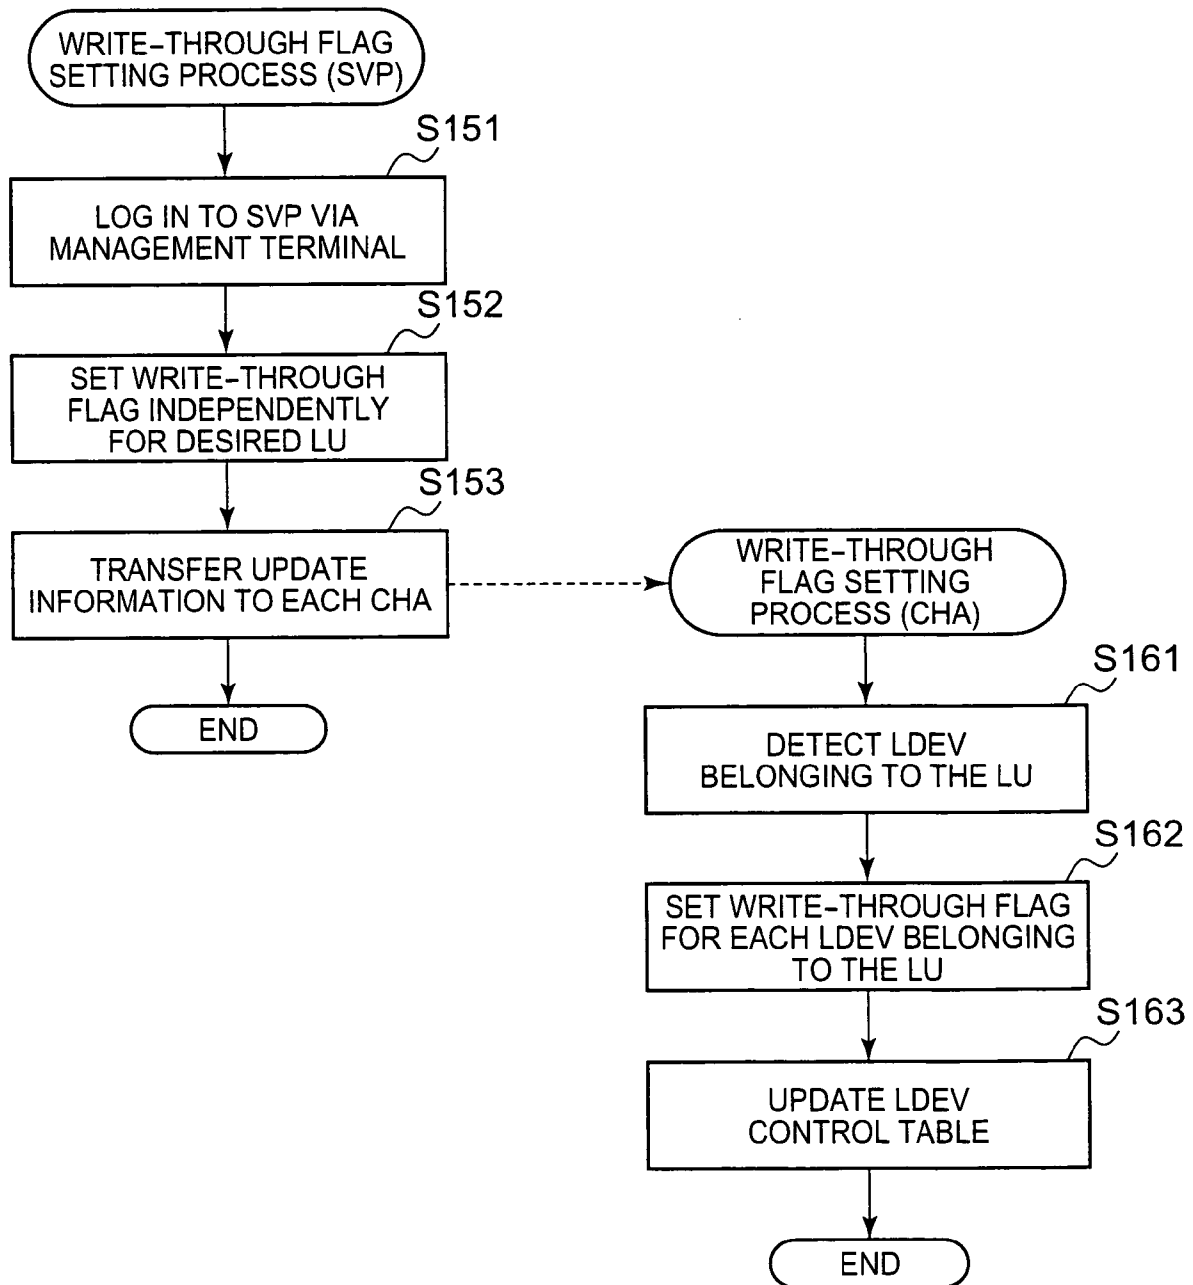 WRITE-THROUGH FLAG
SETTING PROCESS (SVP)
S151
LOG IN TO SVP VIA
MANAGEMENT TERMINAL
S152
SET WRITE-THROUGH
FLAG INDEPENDENTLY
FOR DESIRED LU
S153
TRANSFER UPDATE
INFORMATION TO EACH CHA
END
WRITE-THROUGH
FLAG SETTING
PROCESS (CHA)
S161
DETECT LDEV
BELONGING TO THE LU
S162
SET WRITE-THROUGH FLAG
FOR EACH LDEV BELONGING
TO THE LU
S163
UPDATE LDEV
CONTROL TABLE
END